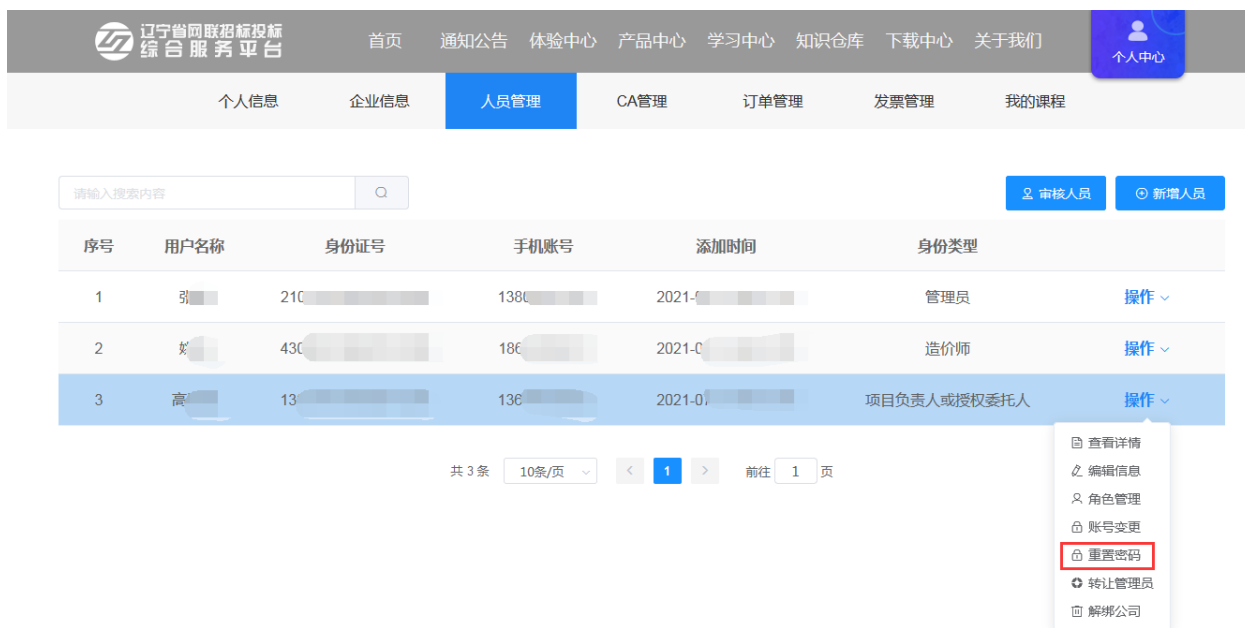 辽宁省网联招标投标
综合服务平台
首页 通知公告 体验中心 产品中心 学习中心 知识仓库 下载中心 关于我们 个人中心
个人信息 企业信息 人员管理 CA管理 订单管理 发票管理 我的课程
请输入搜索内容 审核人员 新增人员
序号 用户名称 身份证号 手机账号 添加时间 身份类型
1 张 210 138 2021- 管理员 操作
2 430 186 2021-0 造价师 操作
3 高 13 136 2021-0 项目负责人或授权委托人 操作
共 3 条 10条/页 < 1 > 前往 1 页
查看详情
编辑信息
角色管理
账号变更
重置密码
转让管理员
解绑公司